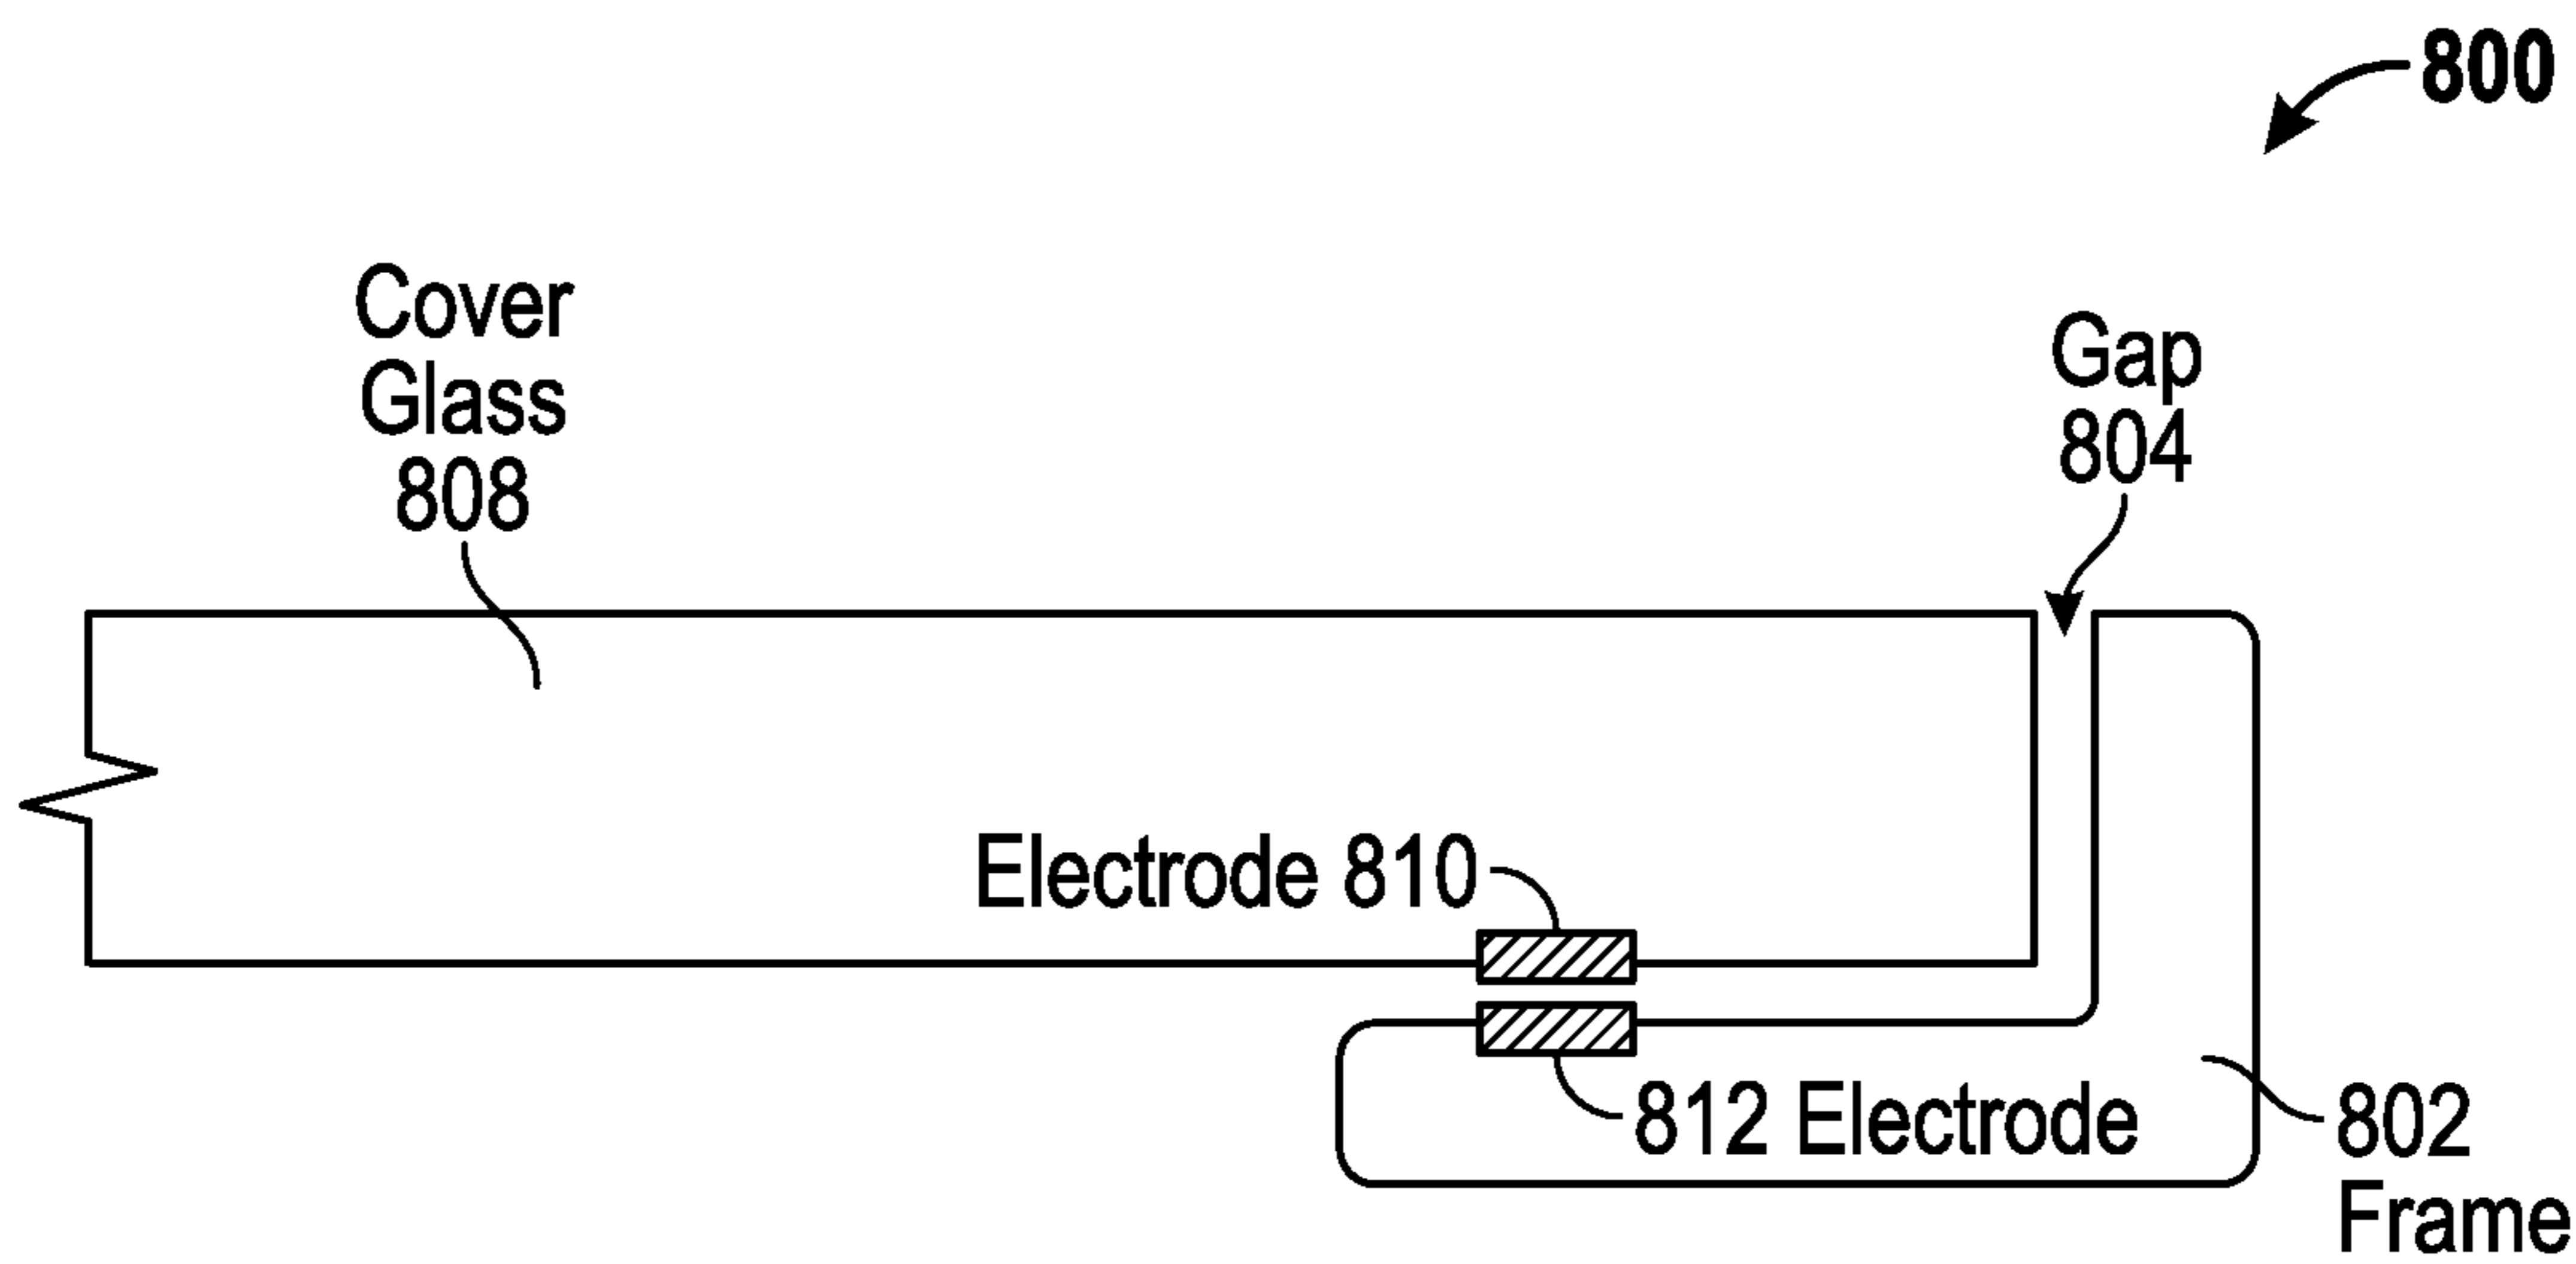 800
Cover
Glass
808
Gap
804
Electrode 810
812 Electrode
802
Frame